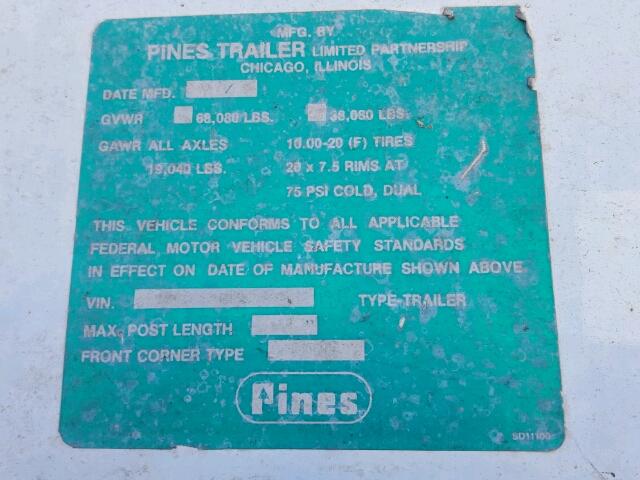 MFG. BY
PINES TRAILER LIMITED PARTNERSHIP
CHICAGO, ILLINOIS
DATE MFD.
GVWR 68,080 LBS. 38,080 LBS.
GAWR ALL AXLES 10.00-20 (F) TIRES
19,040 LBS. 20 x 7.5 RIMS AT
75 PSI COLD, DUAL
THIS VEHICLE CONFORMS TO ALL APPLICABLE
FEDERAL MOTOR VEHICLE SAFETY STANDARDS
IN EFFECT ON DATE OF MANUFACTURE SHOWN ABOVE
VIN. TYPE-TRAILER
MAX. POST LENGTH
FRONT CORNER TYPE
Pines
SD11100